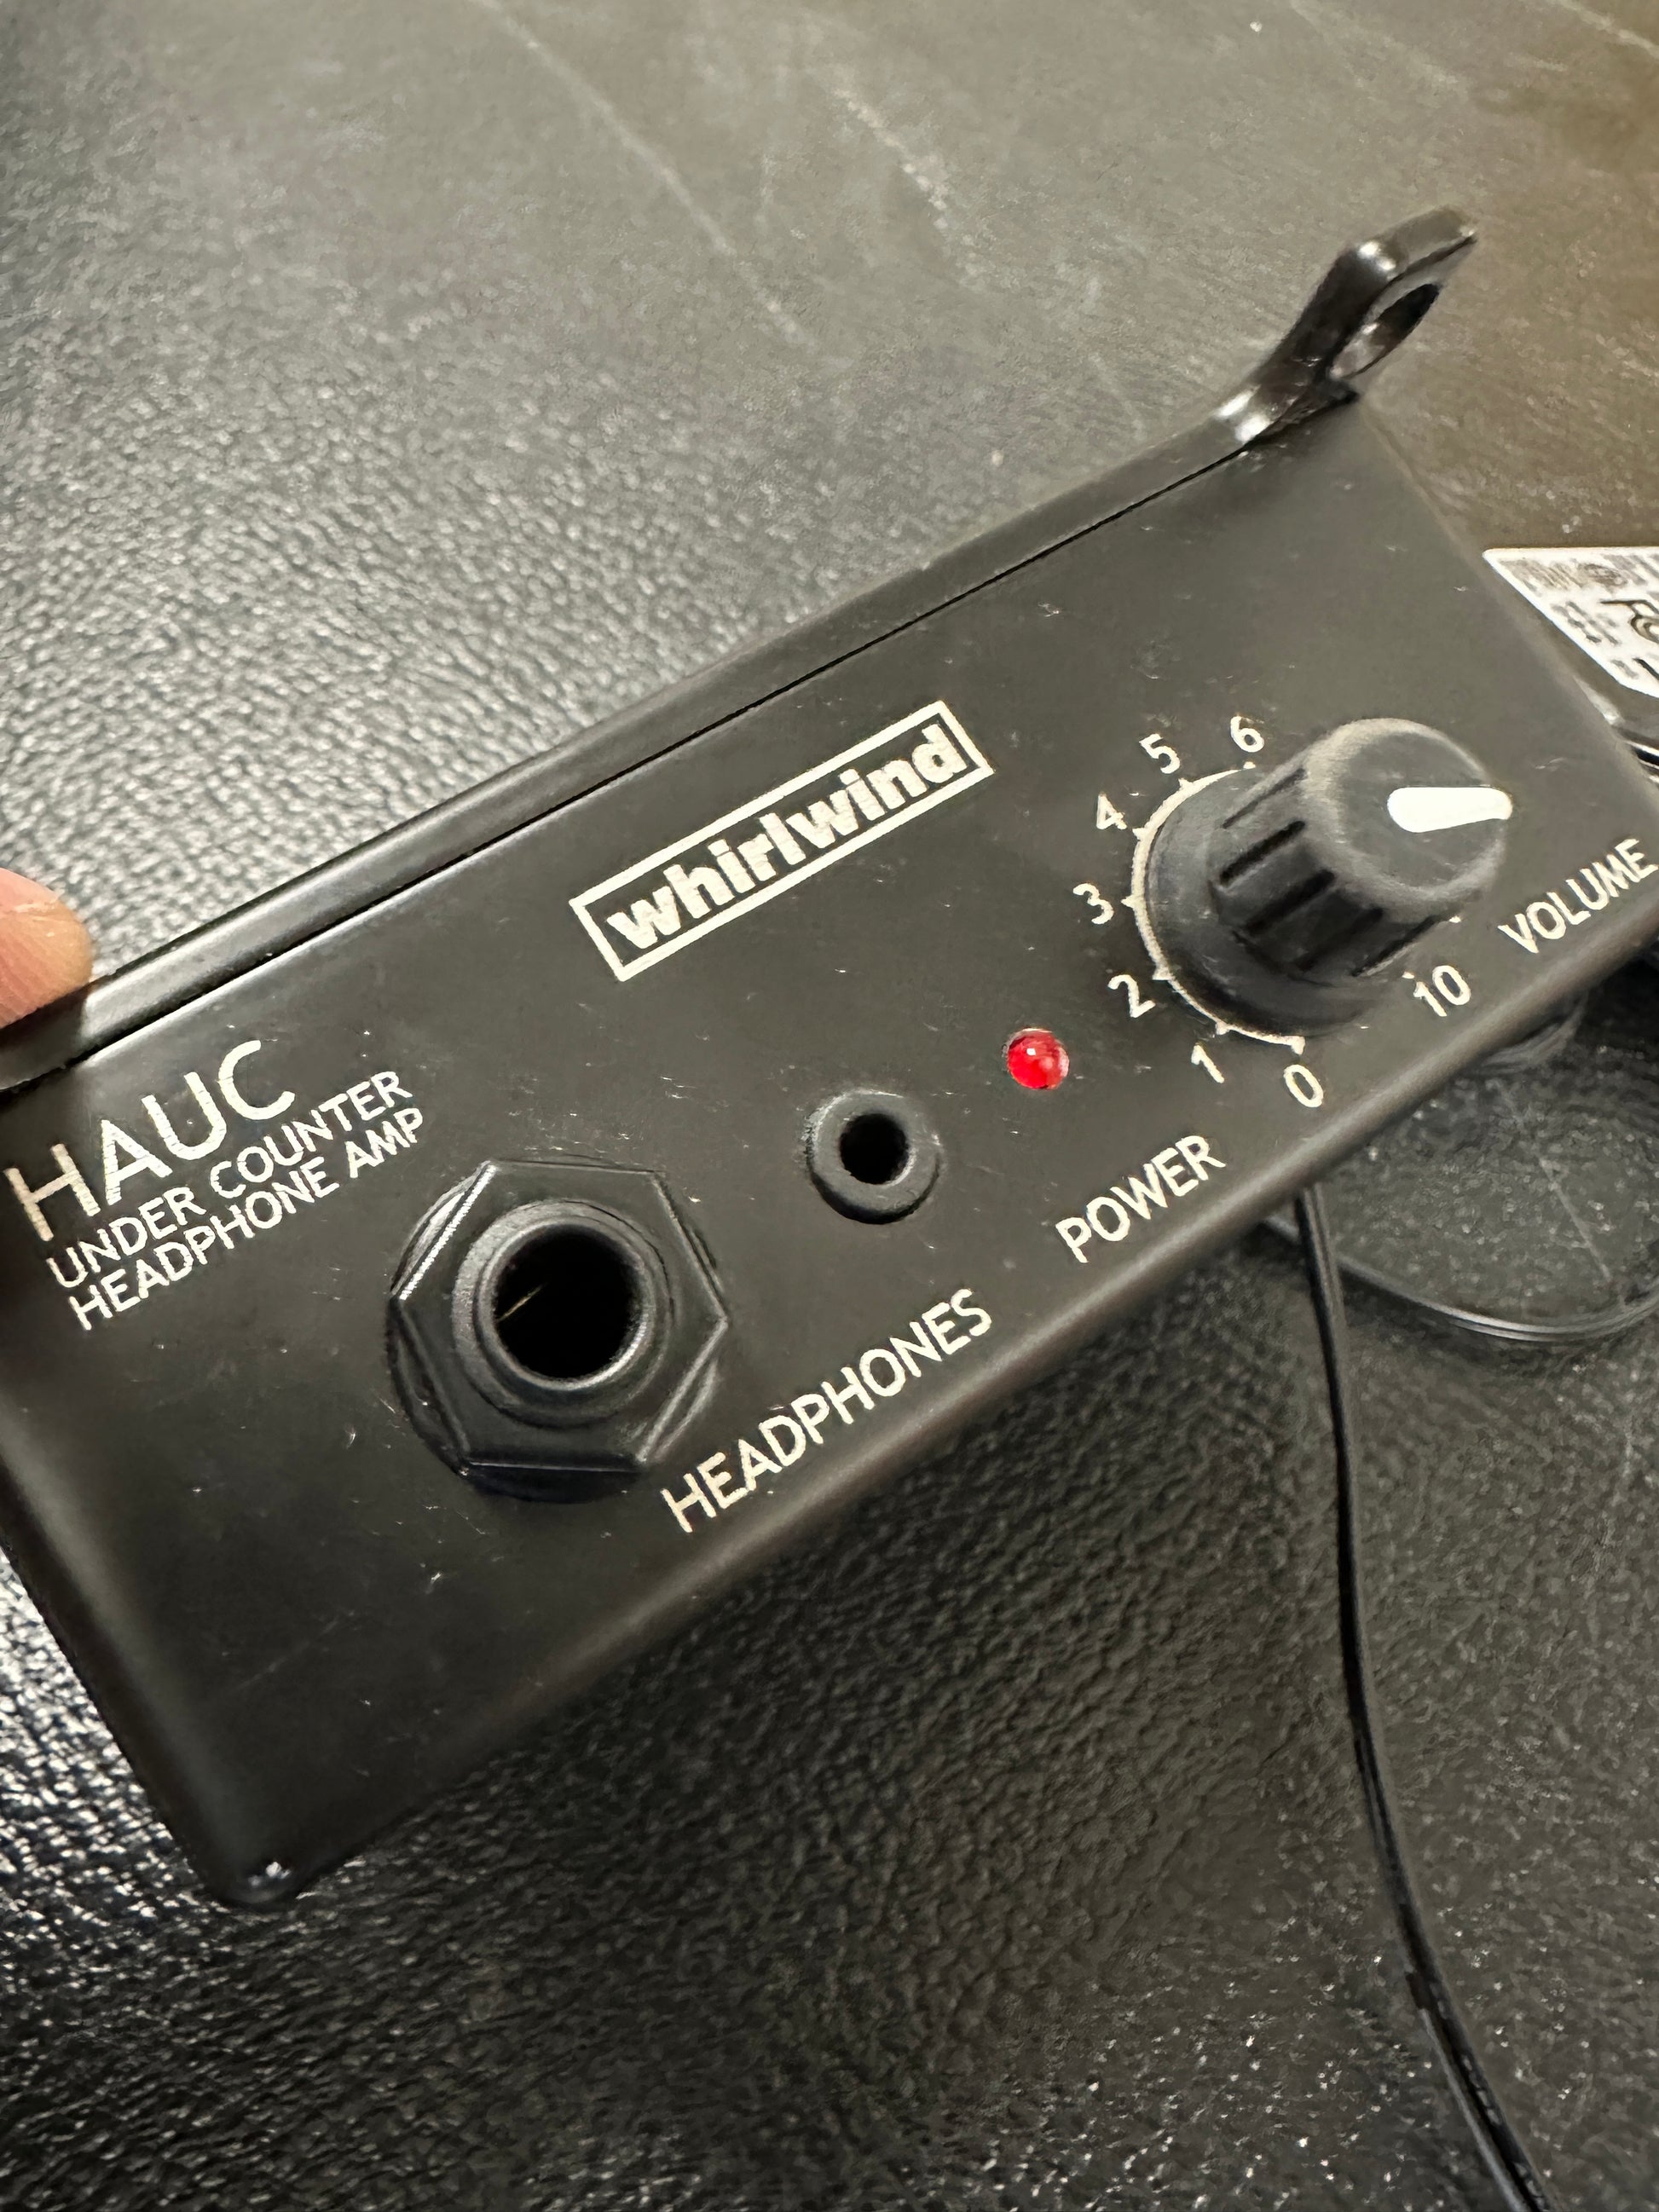 HAUC
UNDER COUNTER
HEADPHONE AMP
whirlwind
HEADPHONES
POWER
0
1
2
3
4
5
6
10
VOLUME